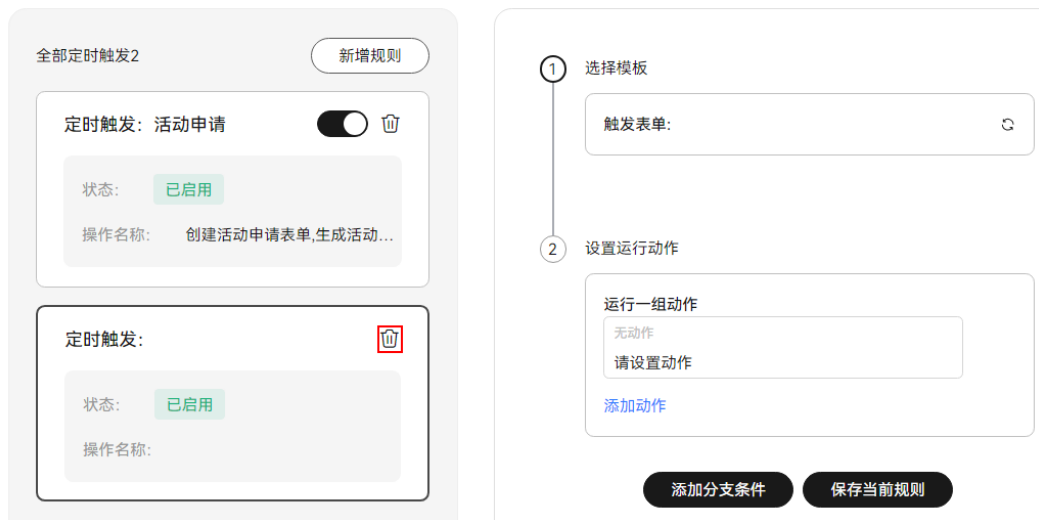 全部定时触发2
新增规则
定时触发：活动申请
状态：
已启用
操作名称：
创建活动申请表单,生成活动...
定时触发：
状态：
已启用
操作名称：
1
选择模板
触发表单:
2
设置运行动作
运行一组动作
无动作
请设置动作
添加动作
添加分支条件
保存当前规则